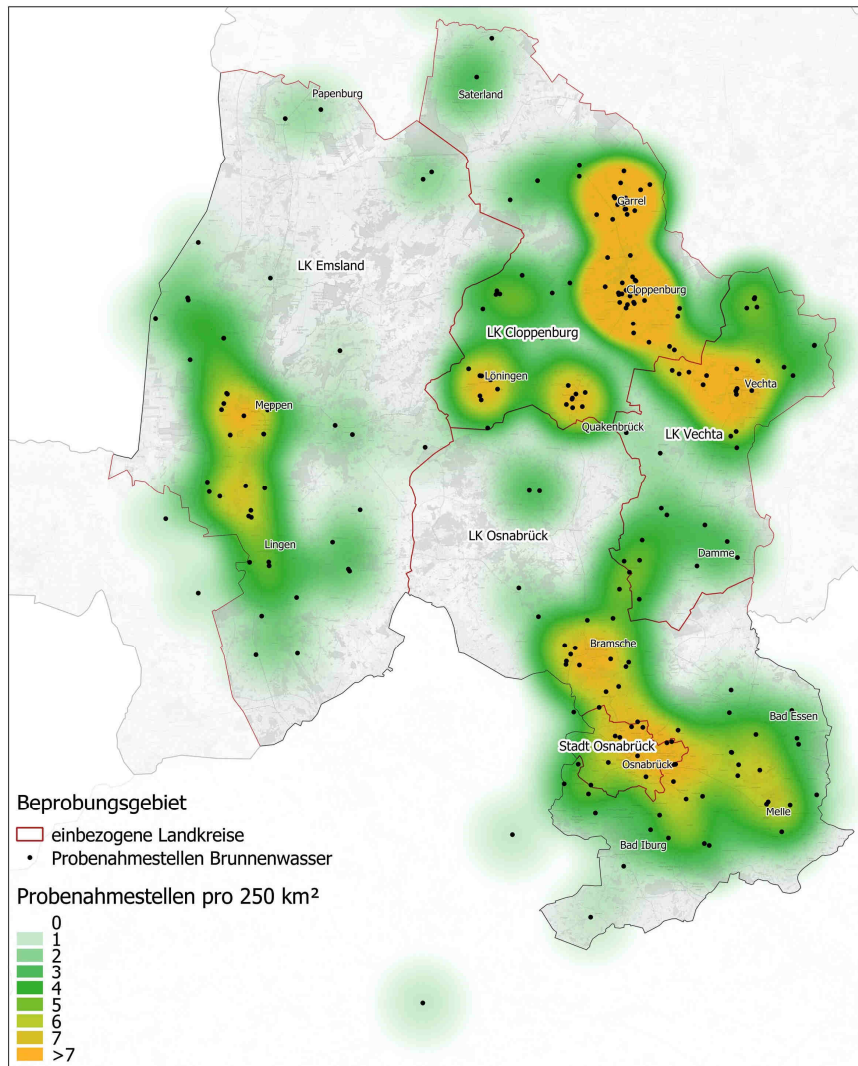 Papenburg
Saterland
Garrel
LK Emsland
Cloppenburg
LK Cloppenburg
Löningen
Vechta
Meppen
Quakenbrück
LK Vechta
LK Osnabrück
Lingen
Damme
Bramsche
Bad Essen
Stadt Osnabrück
Osnabrück
Melle
Bad Iburg
Beprobungsgebiet
einbezogene Landkreise
Probenahmestellen Brunnenwasser
Probenahmestellen pro 250 km²
0
1
2
3
4
5
6
7
>7